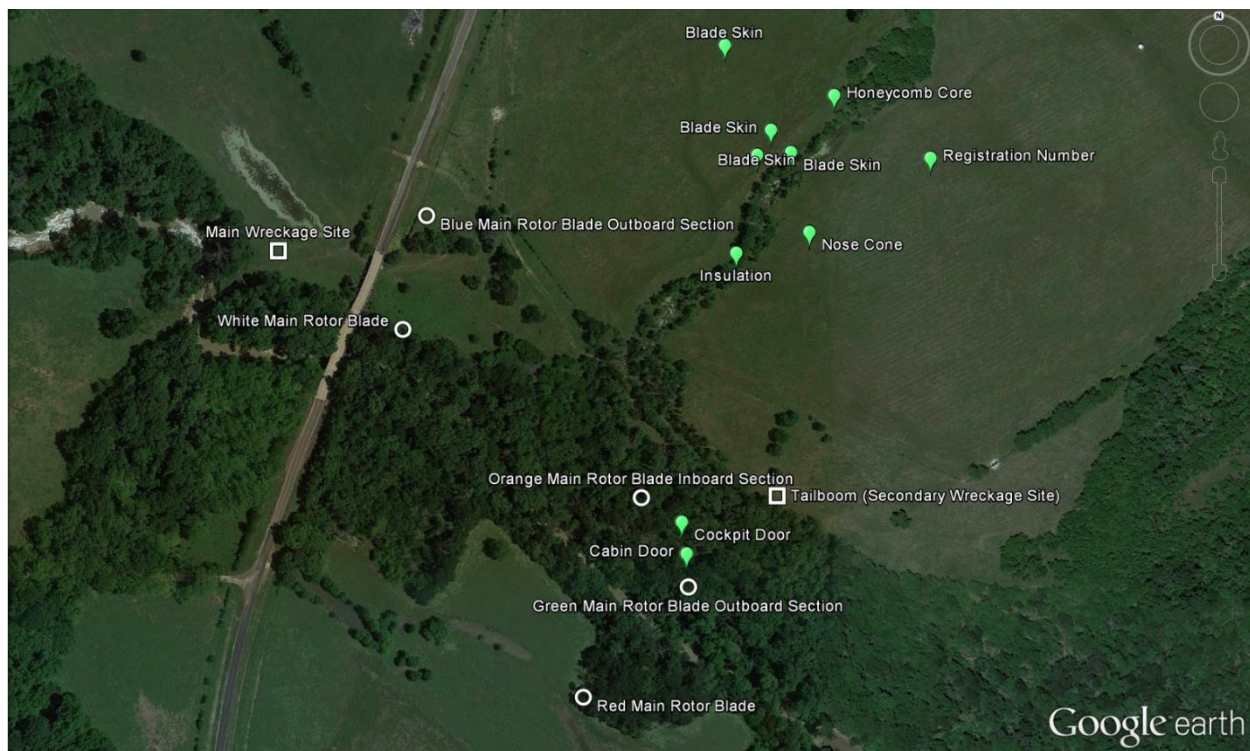 N
Blade Skin
Honeycomb Core
Blade Skin
Blade Skin
Blade Skin
Registration Number
Blue Main Rotor Blade Outboard Section
Main Wreckage Site
Nose Cone
Insulation
White Main Rotor Blade
Orange Main Rotor Blade Inboard Section
Tailboom (Secondary Wreckage Site)
Cockpit Door
Cabin Door
Green Main Rotor Blade Outboard Section
Red Main Rotor Blade
Google earth